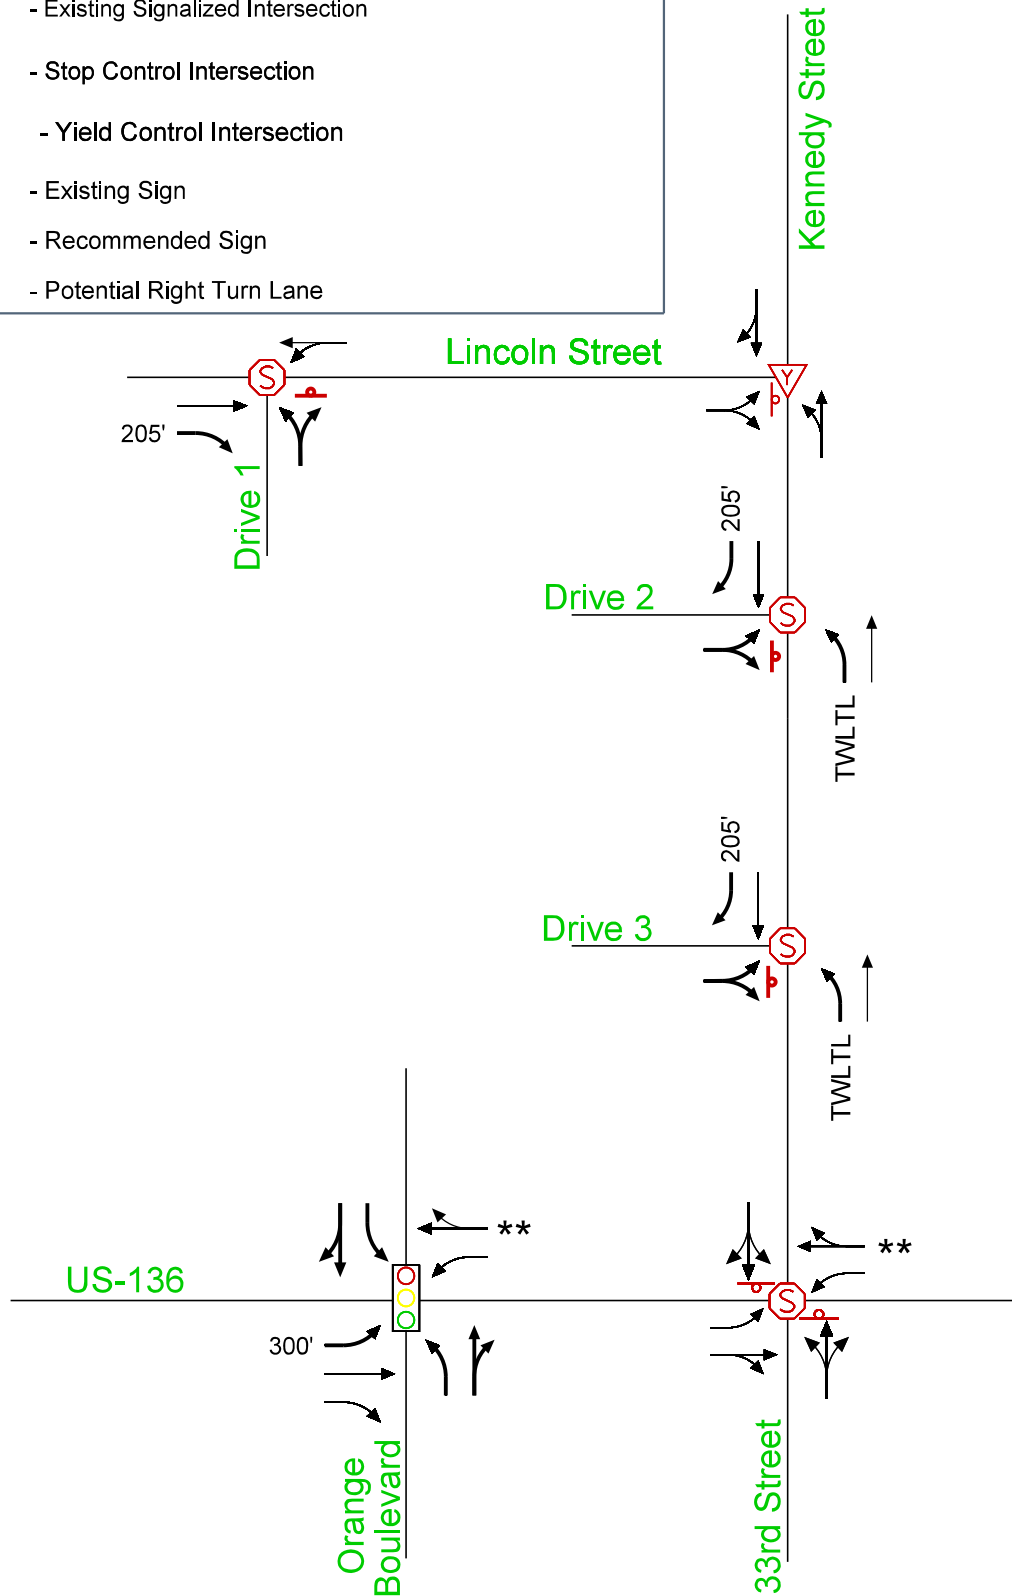 - Existing Signalized Intersection
- Stop Control Intersection
- Yield Control Intersection
- Existing Sign
- Recommended Sign
- Potential Right Turn Lane
Kennedy Street
Lincoln Street
S
Y
205'
Drive 1
205'
Drive 2
S
TWLTL
205'
Drive 3
S
TWLTL
**
**
US-136
S
300'
Orange
Boulevard
33rd Street